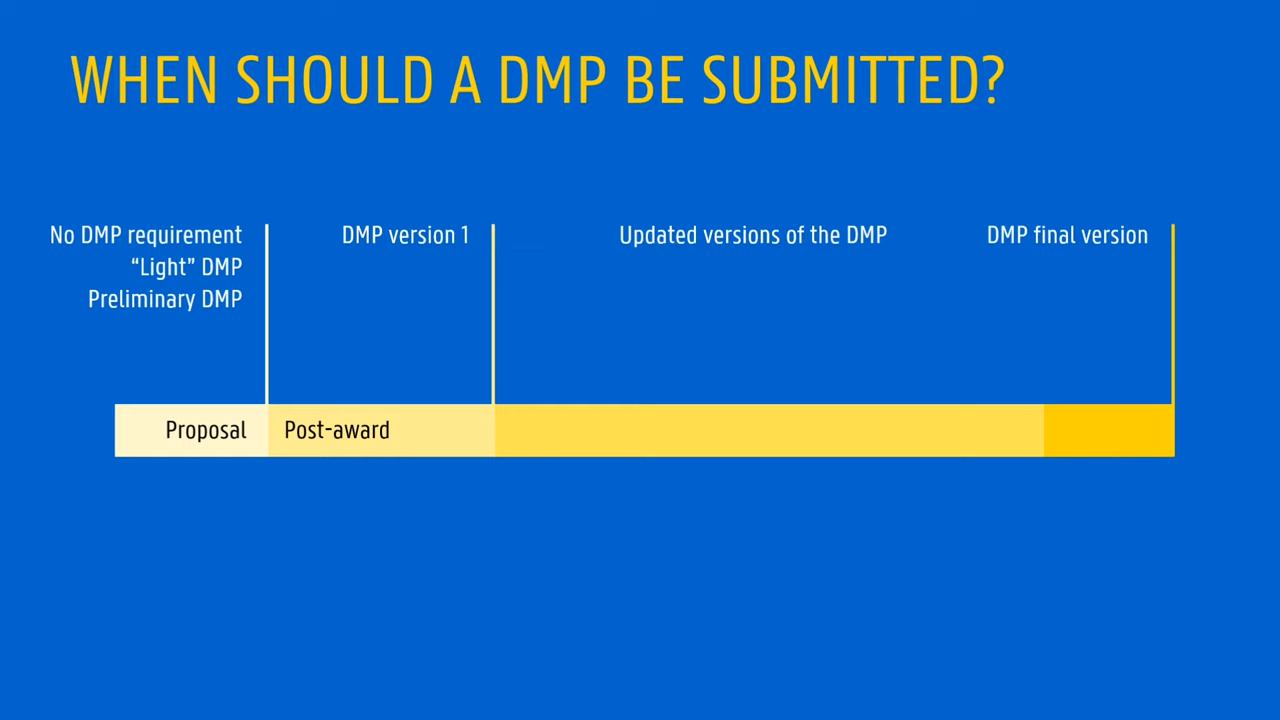 WHEN SHOULD A DMP BE SUBMITTED?
No DMP requirement
“Light” DMP
Preliminary DMP
DMP version 1
Updated versions of the DMP
DMP final version
Proposal
Post-award